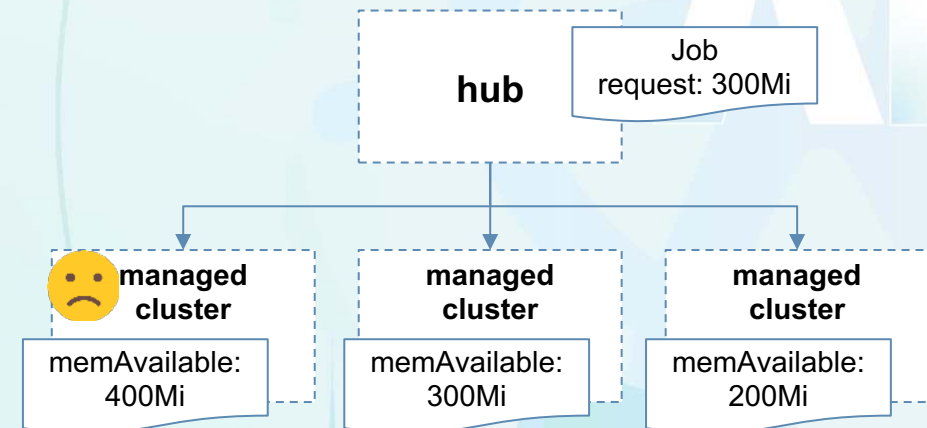 hub
Job
request: 300Mi
managed
cluster
memAvailable:
400Mi
managed
cluster
memAvailable:
300Mi
managed
cluster
memAvailable:
200Mi